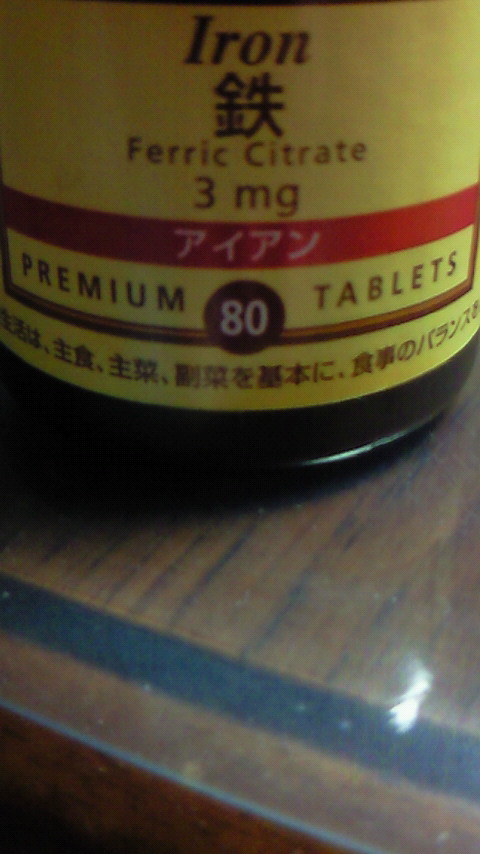 Iron
鉄
Ferric Citrate
3 mg
アイアン
PREMIUM 80 TABLETS
生活は、主食、主菜、副菜を基本に、食事のバランスを